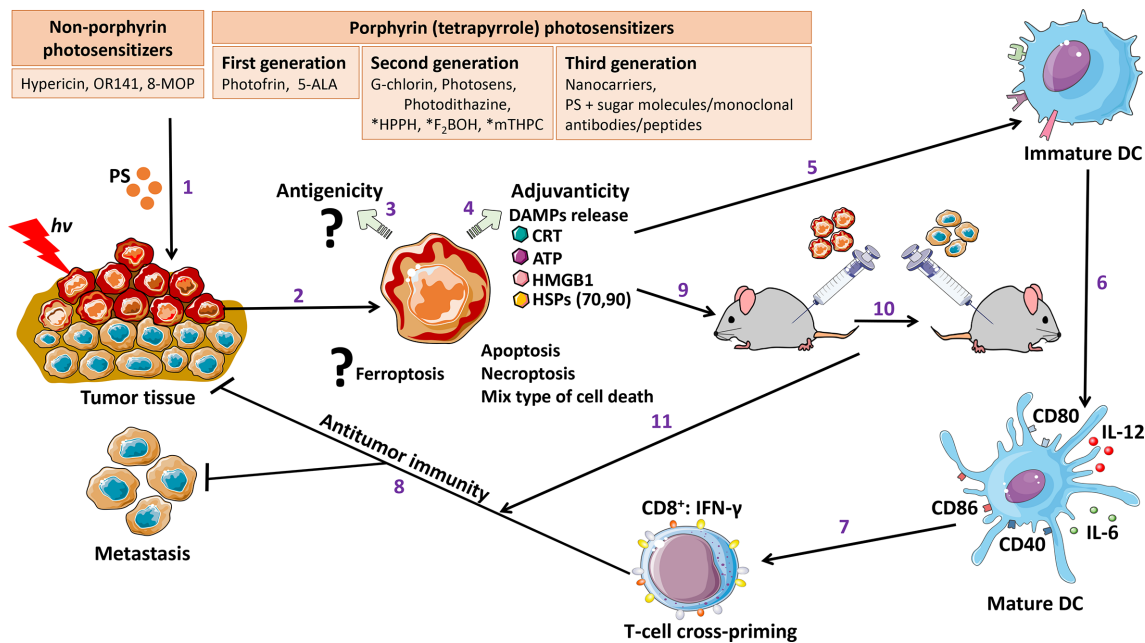 Non-porphyrin
photosensitizers
Hypericin, OR141, 8-MOP
Porphyrin (tetrapyrrole) photosensitizers
First generation
Photofrin, 5-ALA
Second generation
G-chlorin, Photosens,
Photodithazine,
*HPPH, *F₂BOH, *mTHPC
Third generation
Nanocarriers,
PS + sugar molecules/monoclonal
antibodies/peptides
Immature DC
PS
1
hv
Antigenicity
?
3
4
Adjuvanticity
DAMPs release
CRT
ATP
HMGB1
HSPs (70,90)
5
2
9
10
6
? Ferroptosis
Apoptosis
Necroptosis
Mix type of cell death
Tumor tissue
11
Antitumor immunity
8
Metastasis
CD8⁺: IFN-γ
7
T-cell cross-priming
CD80
IL-12
CD86
CD40
IL-6
Mature DC